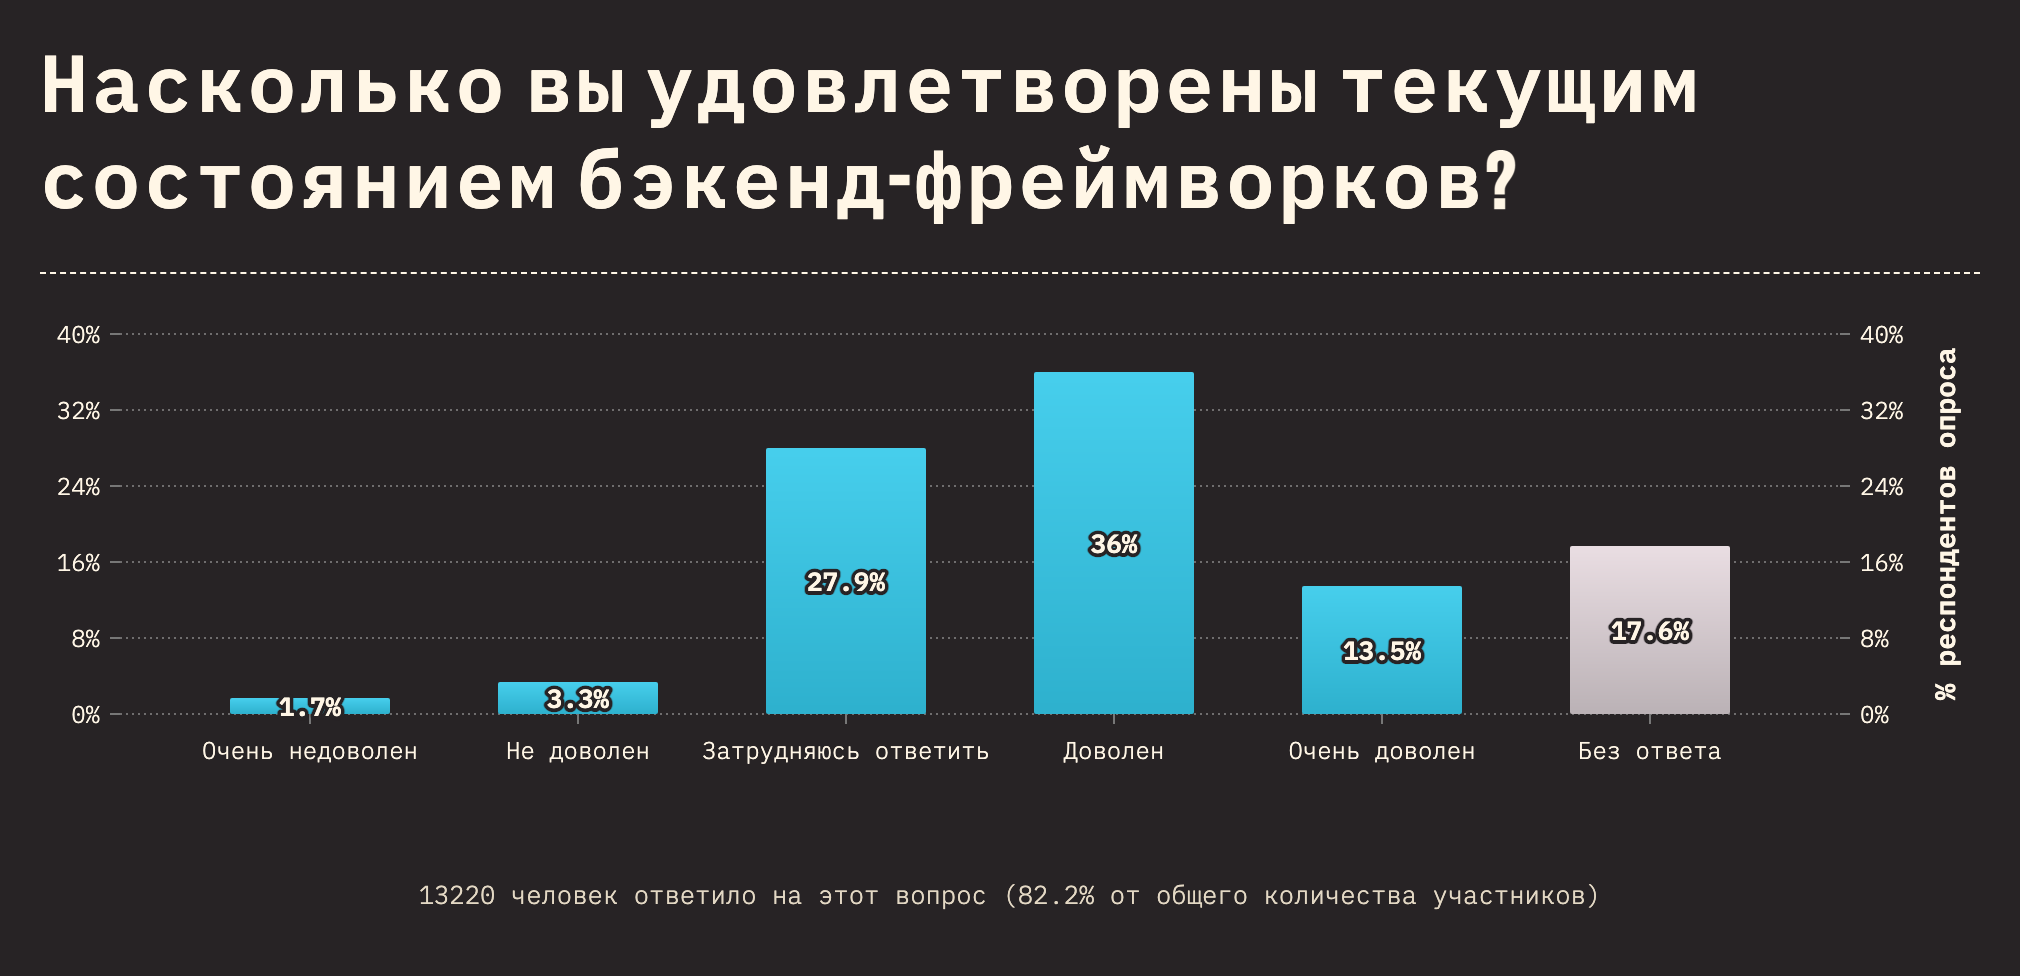 Насколько вы удовлетворены текущим
состоянием бэкенд-фреймворков?
40%
32%
24%
16%
8%
0%
40%
32%
24%
16%
8%
0%
% респондентов опроса
1.7%
3.3%
27.9%
36%
13.5%
17.6%
Очень недоволен
Не доволен
Затрудняюсь ответить
Доволен
Очень доволен
Без ответа
13220 человек ответило на этот вопрос (82.2% от общего количества участников)